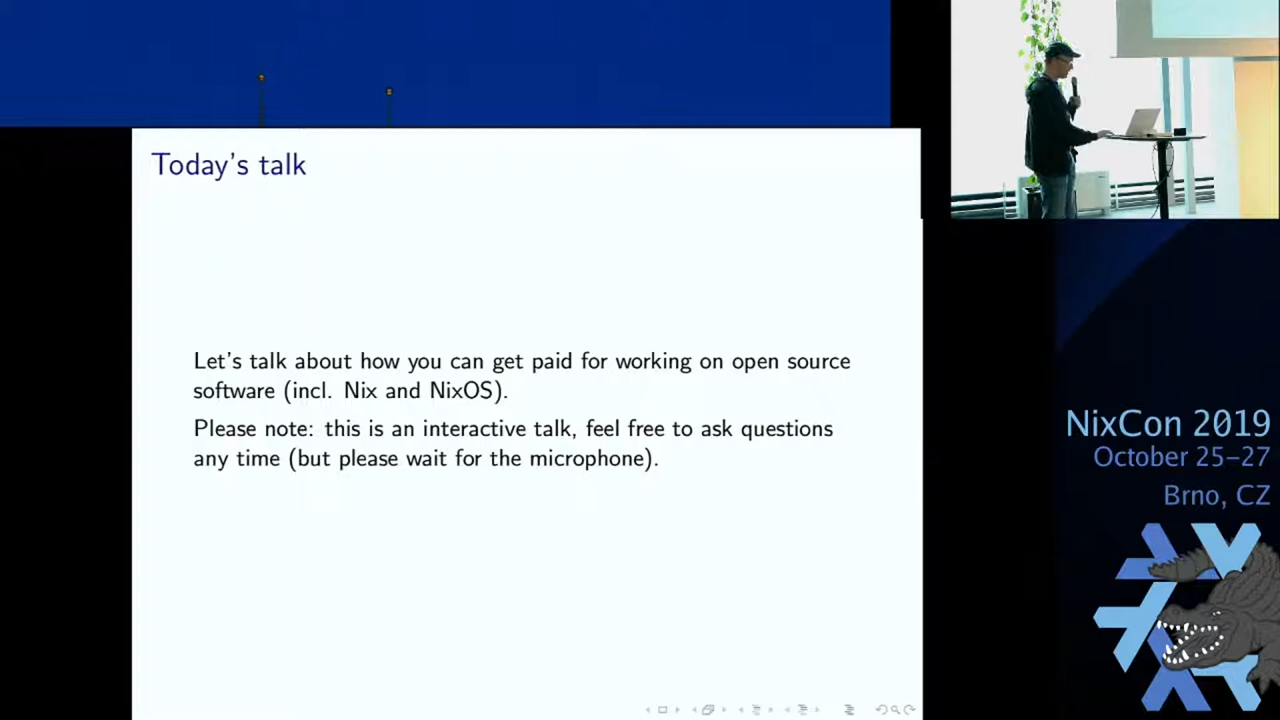 Today's talk
Let's talk about how you can get paid for working on open source
software (incl. Nix and NixOS).
Please note: this is an interactive talk, feel free to ask questions
any time (but please wait for the microphone).
NixCon 2019
October 25–27
Brno, CZ